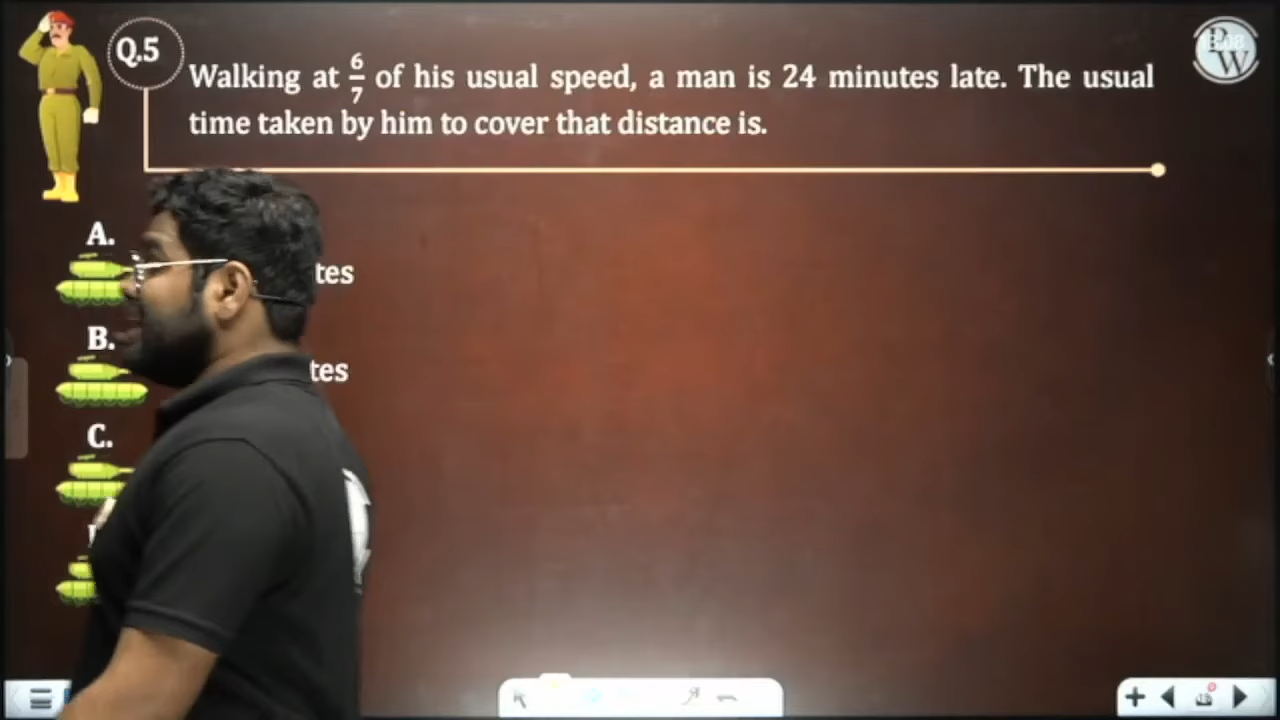 Q.5
Walking at 6/7 of his usual speed, a man is 24 minutes late. The usual
time taken by him to cover that distance is.
A.
tes
B.
tes
C.